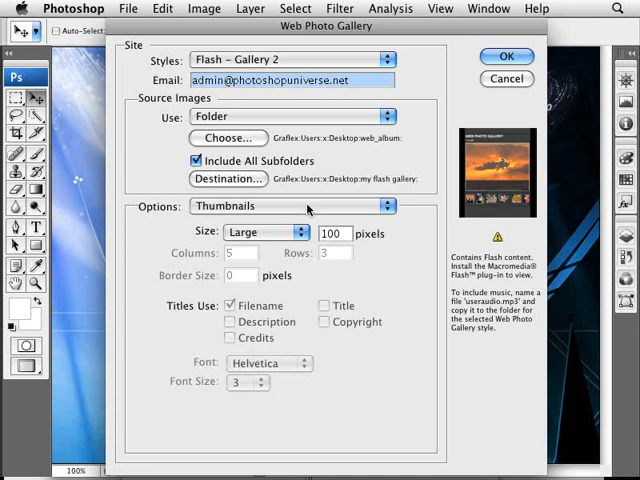 Photoshop File Edit Image Layer Select Filter Analysis View Window Help
Web Photo Gallery
Auto-Select:
Ps
Site
Styles: Flash - Gallery 2
Email: admin@photoshopuniverse.net
OK
Cancel
Source Images
Use: Folder
Choose... Graflex:Users:x:Desktop:web_album:
Include All Subfolders
Destination... Graflex:Users:x:Desktop:my flash gallery:
Options: Thumbnails
Size: Large 100 pixels
Columns: 5 Rows: 3
Border Size: 0 pixels
Titles Use: Filename Title
Description Copyright
Credits
Font: Helvetica
Font Size: 3
WEB PHOTO GALLERY
Contains Flash content.
Install the Macromedia®
Flash™ plug-in to view.
To include music, name a
file 'useraudio.mp3' and
copy it to the folder for
the selected Web Photo
Gallery style.
100%